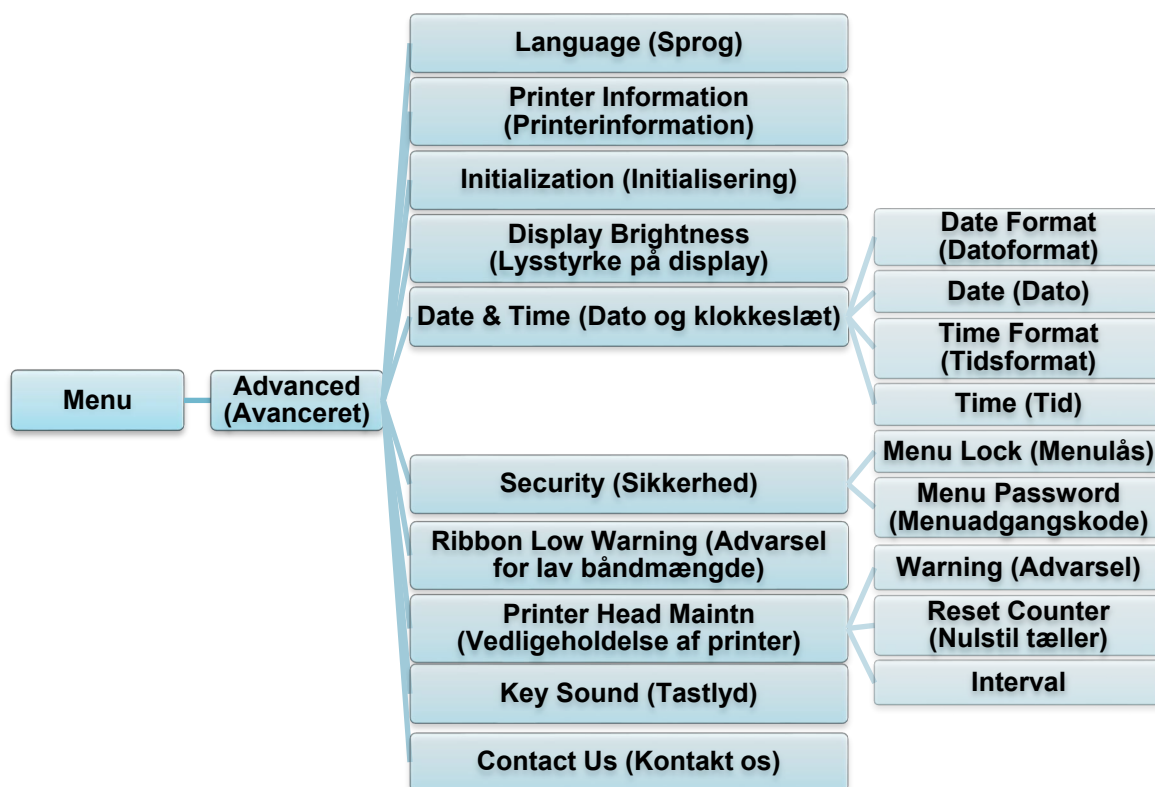 Menu
Advanced
(Avanceret)
Language (Sprog)
Printer Information
(Printerinformation)
Initialization (Initialisering)
Display Brightness
(Lysstyrke på display)
Date & Time (Dato og klokkeslæt)
Date Format
(Datoformat)
Date (Dato)
Time Format
(Tidsformat)
Time (Tid)
Security (Sikkerhed)
Menu Lock (Menulås)
Menu Password
(Menuadgangskode)
Ribbon Low Warning (Advarsel
for lav båndmængde)
Printer Head Maintn
(Vedligeholdelse af printer)
Warning (Advarsel)
Reset Counter
(Nulstil tæller)
Interval
Key Sound (Tastlyd)
Contact Us (Kontakt os)